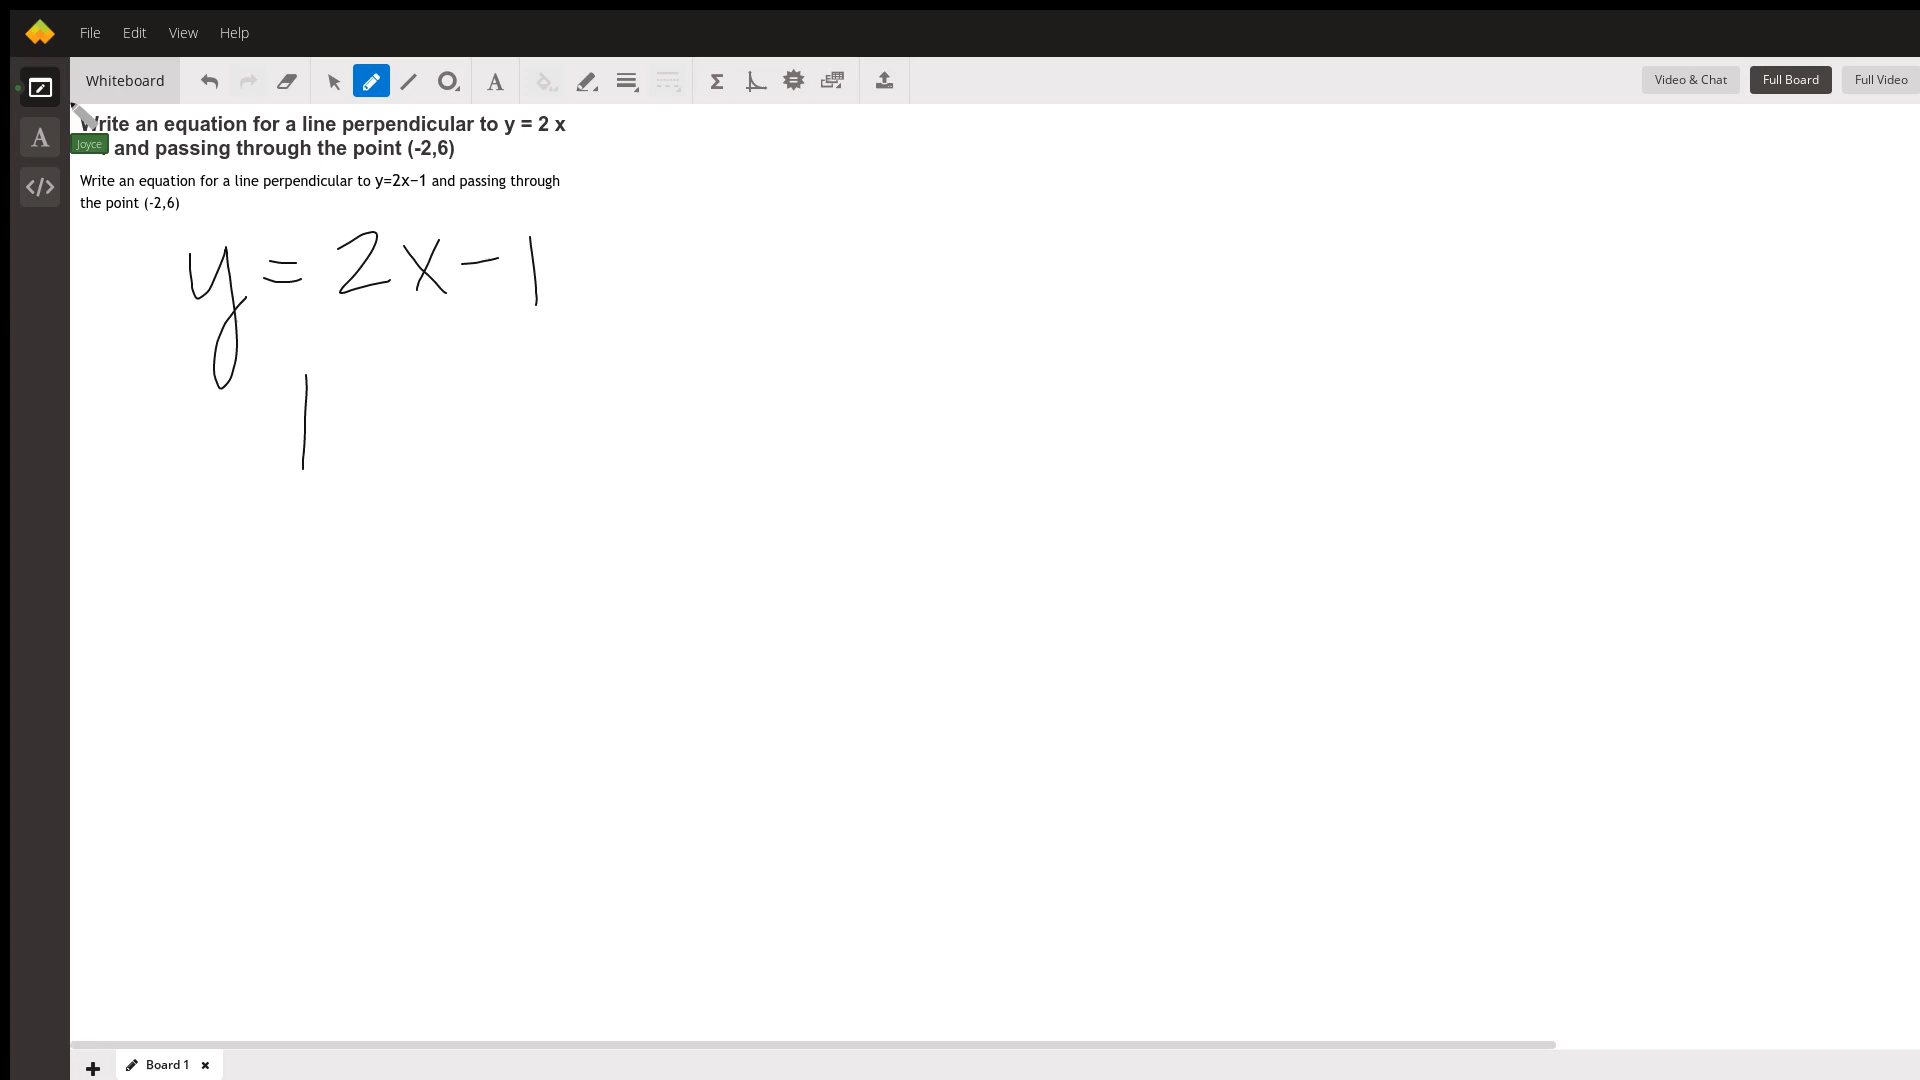 File Edit View Help
Whiteboard A Σ Video & Chat Full Board Full Video
A
</>
Write an equation for a line perpendicular to y = 2 x
Joyce and passing through the point (-2,6)
Write an equation for a line perpendicular to y=2x−1 and passing through
the point (-2,6)
y = 2x - 1
1
+ Board 1 ×